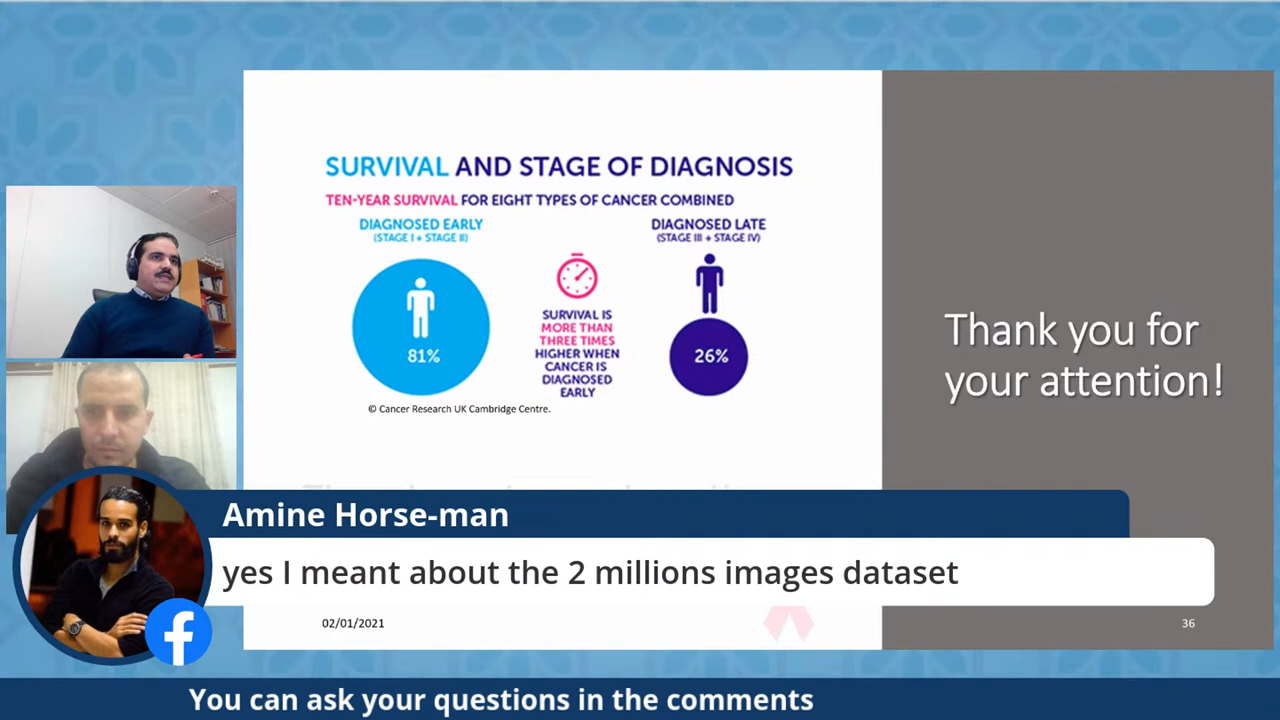 SURVIVAL AND STAGE OF DIAGNOSIS
TEN-YEAR SURVIVAL FOR EIGHT TYPES OF CANCER COMBINED
DIAGNOSED EARLY
(STAGE I + STAGE II)
81%
SURVIVAL IS
MORE THAN
THREE TIMES
HIGHER WHEN
CANCER IS
DIAGNOSED
EARLY
DIAGNOSED LATE
(STAGE III + STAGE IV)
26%
© Cancer Research UK Cambridge Centre.
Thank you for
your attention!
Amine Horse-man
yes I meant about the 2 millions images dataset
02/01/2021
36
You can ask your questions in the comments